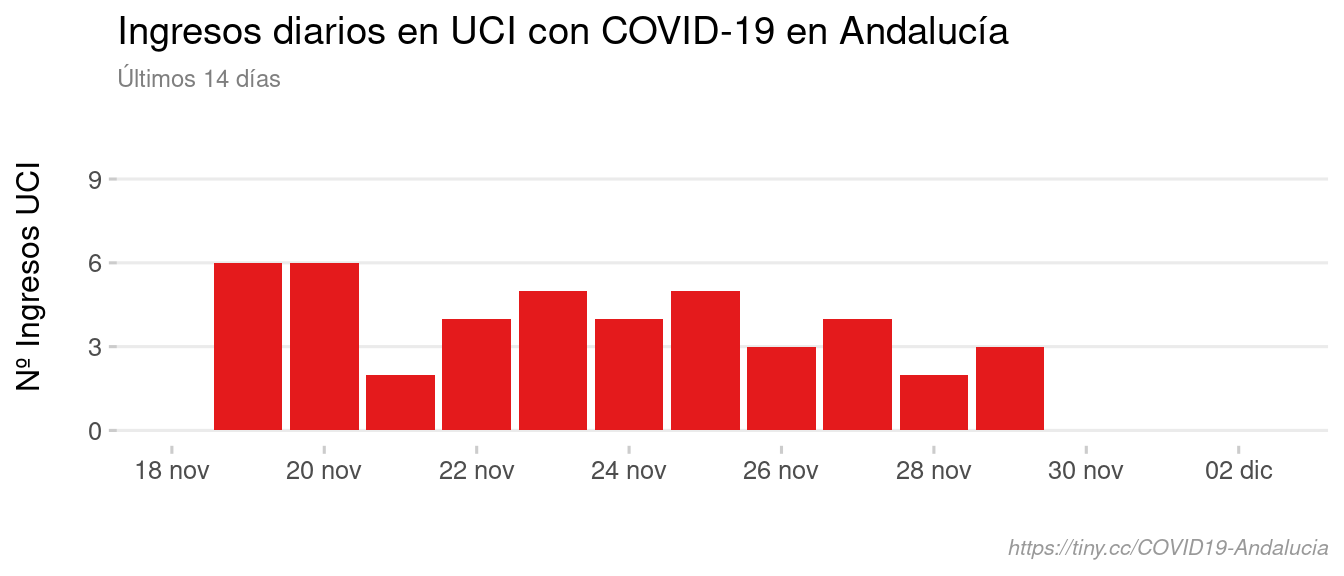 Ingresos diarios en UCI con COVID-19 en Andalucía
Últimos 14 días
Nº Ingresos UCI
9
6
3
0
18 nov 20 nov 22 nov 24 nov 26 nov 28 nov 30 nov 02 dic
https://tiny.cc/COVID19-Andalucia